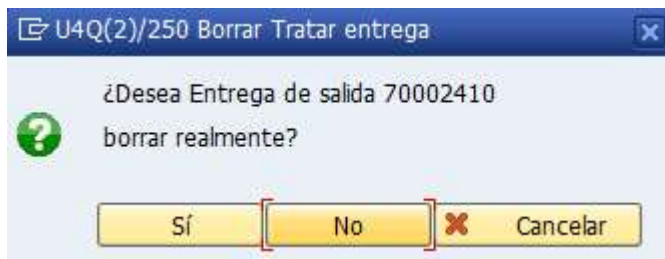 U4Q(2)/250 Borrar Tratar entrega
¿Desea Entrega de salida 70002410
borrar realmente?
Sí No Cancelar